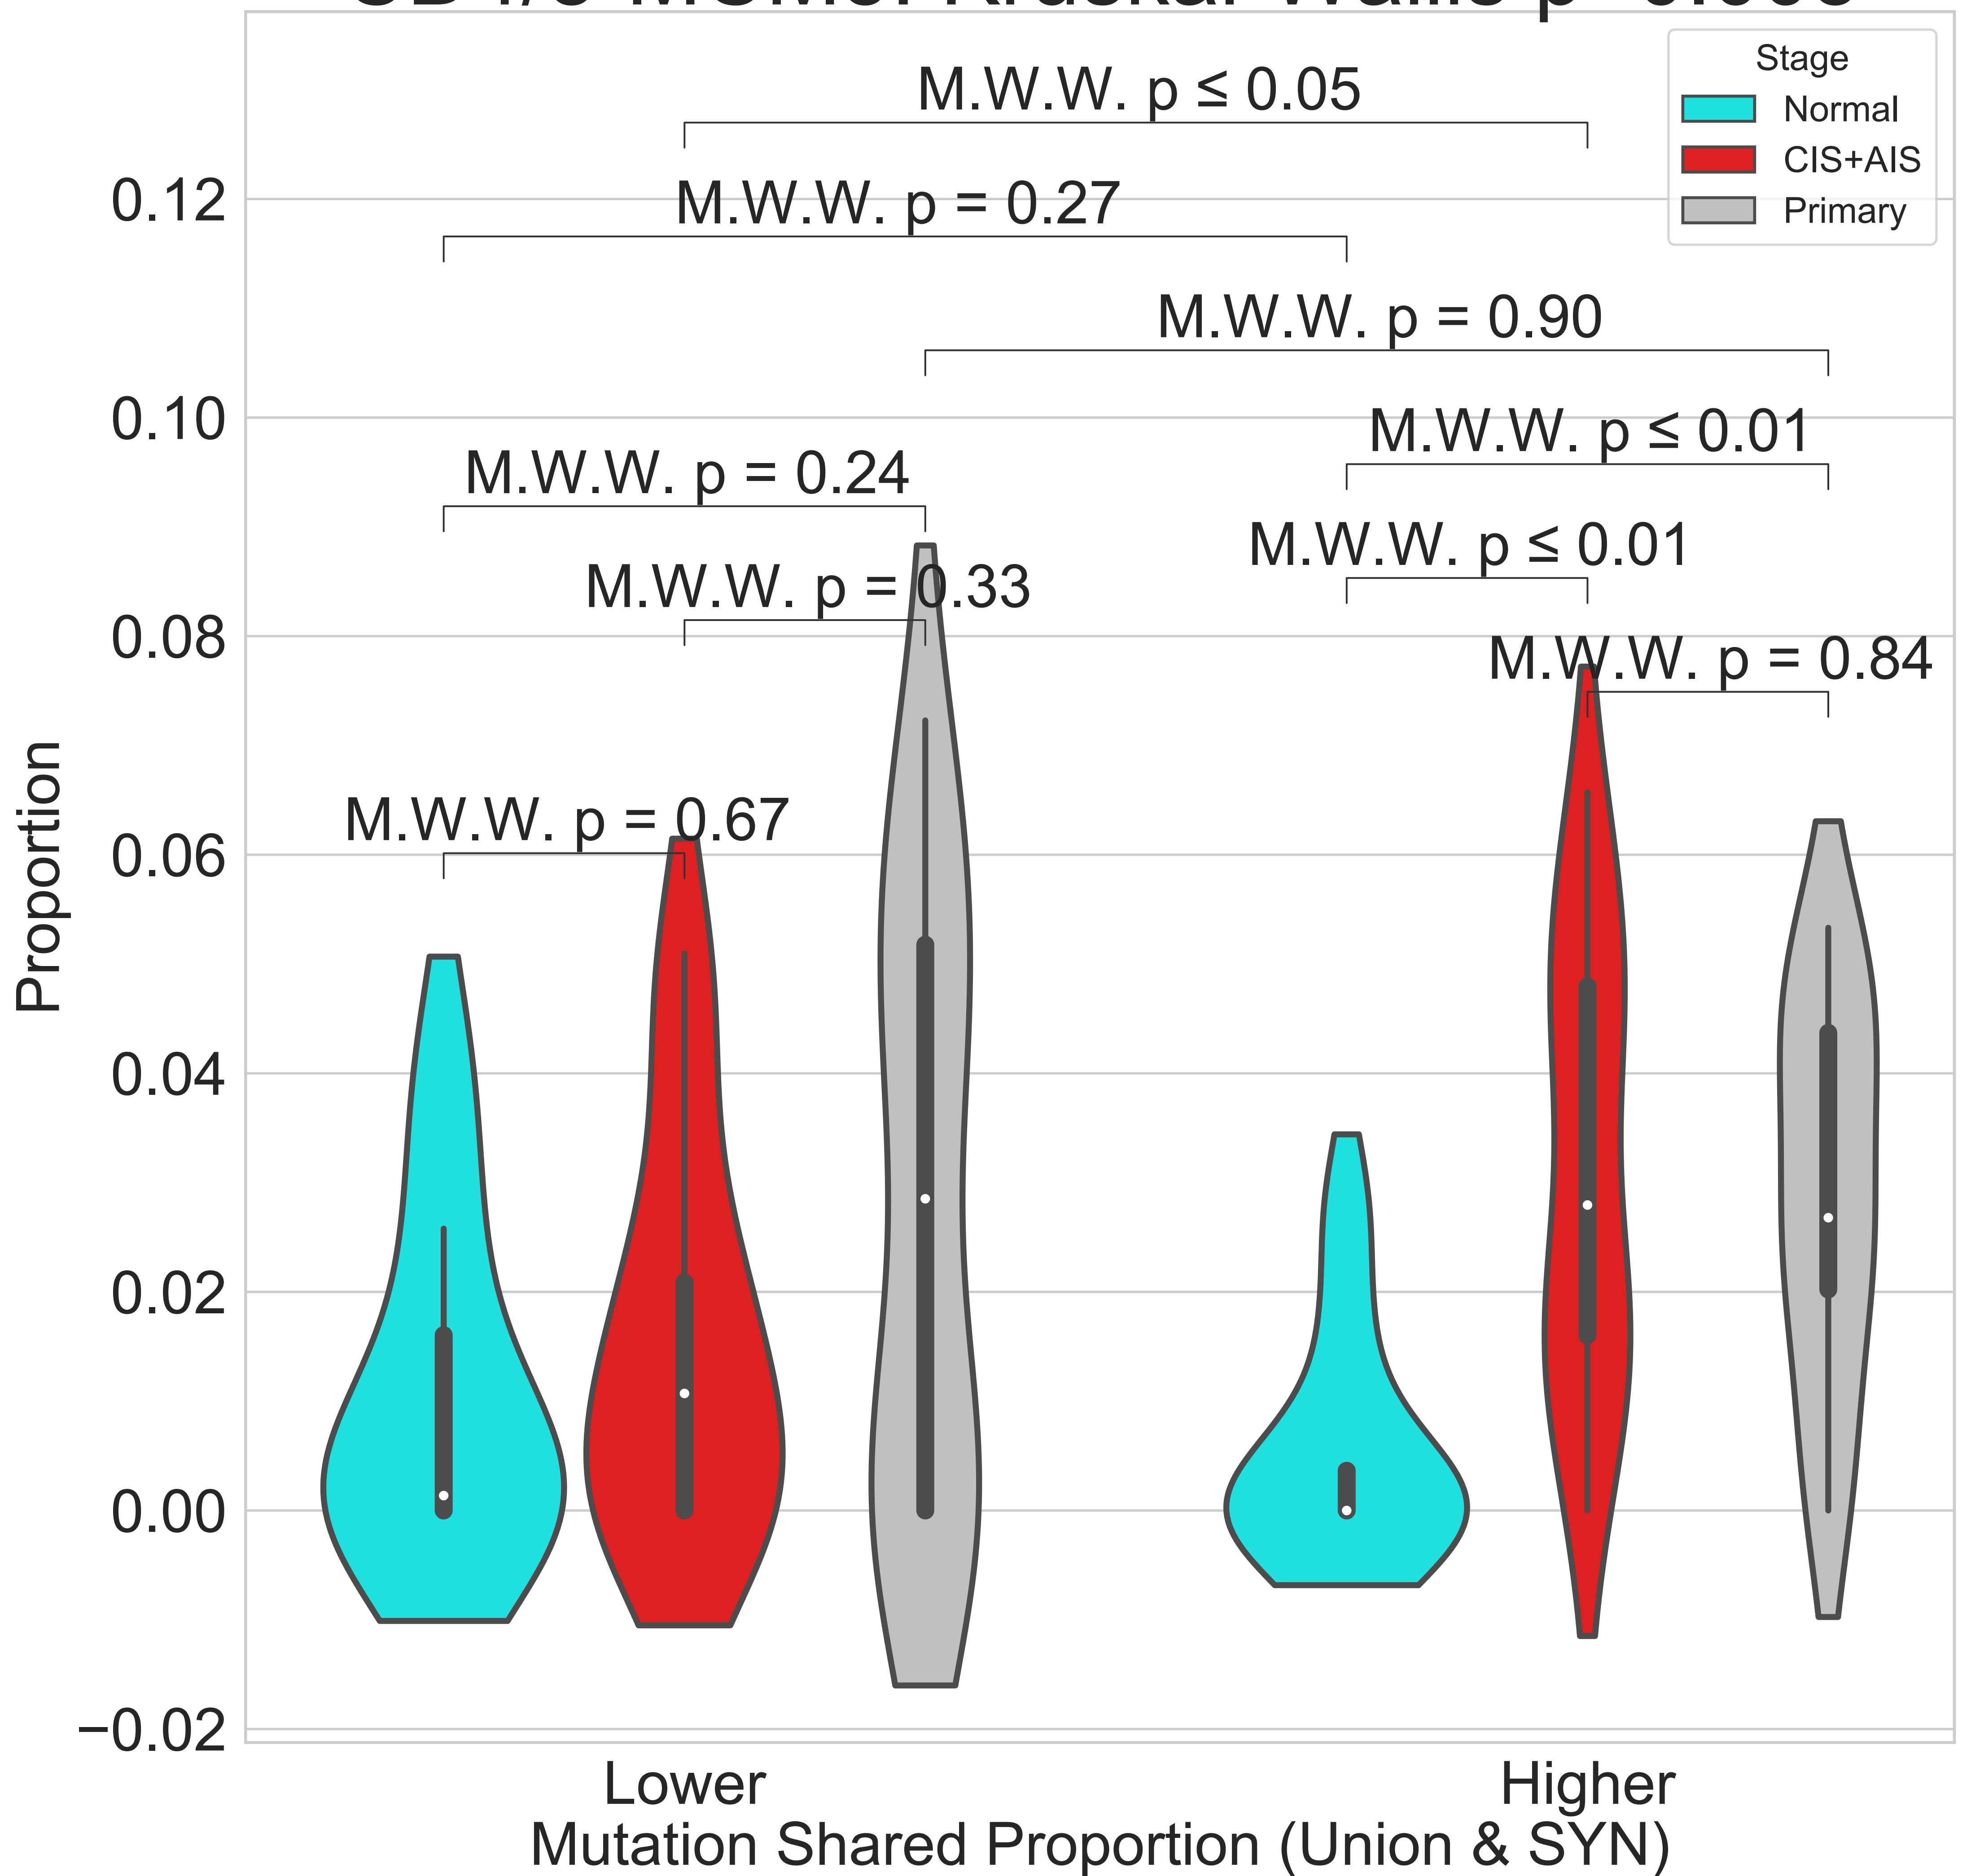 Stage
Normal
CIS+AIS
Primary
M.W.W. p ≤ 0.05
M.W.W. p = 0.27
M.W.W. p = 0.90
M.W.W. p ≤ 0.01
M.W.W. p = 0.24
M.W.W. p ≤ 0.01
M.W.W. p = 0.33
M.W.W. p = 0.84
M.W.W. p = 0.67
0.12
0.10
0.08
0.06
0.04
0.02
0.00
−0.02
Proportion
Lower
Higher
Mutation Shared Proportion (Union & SYN)